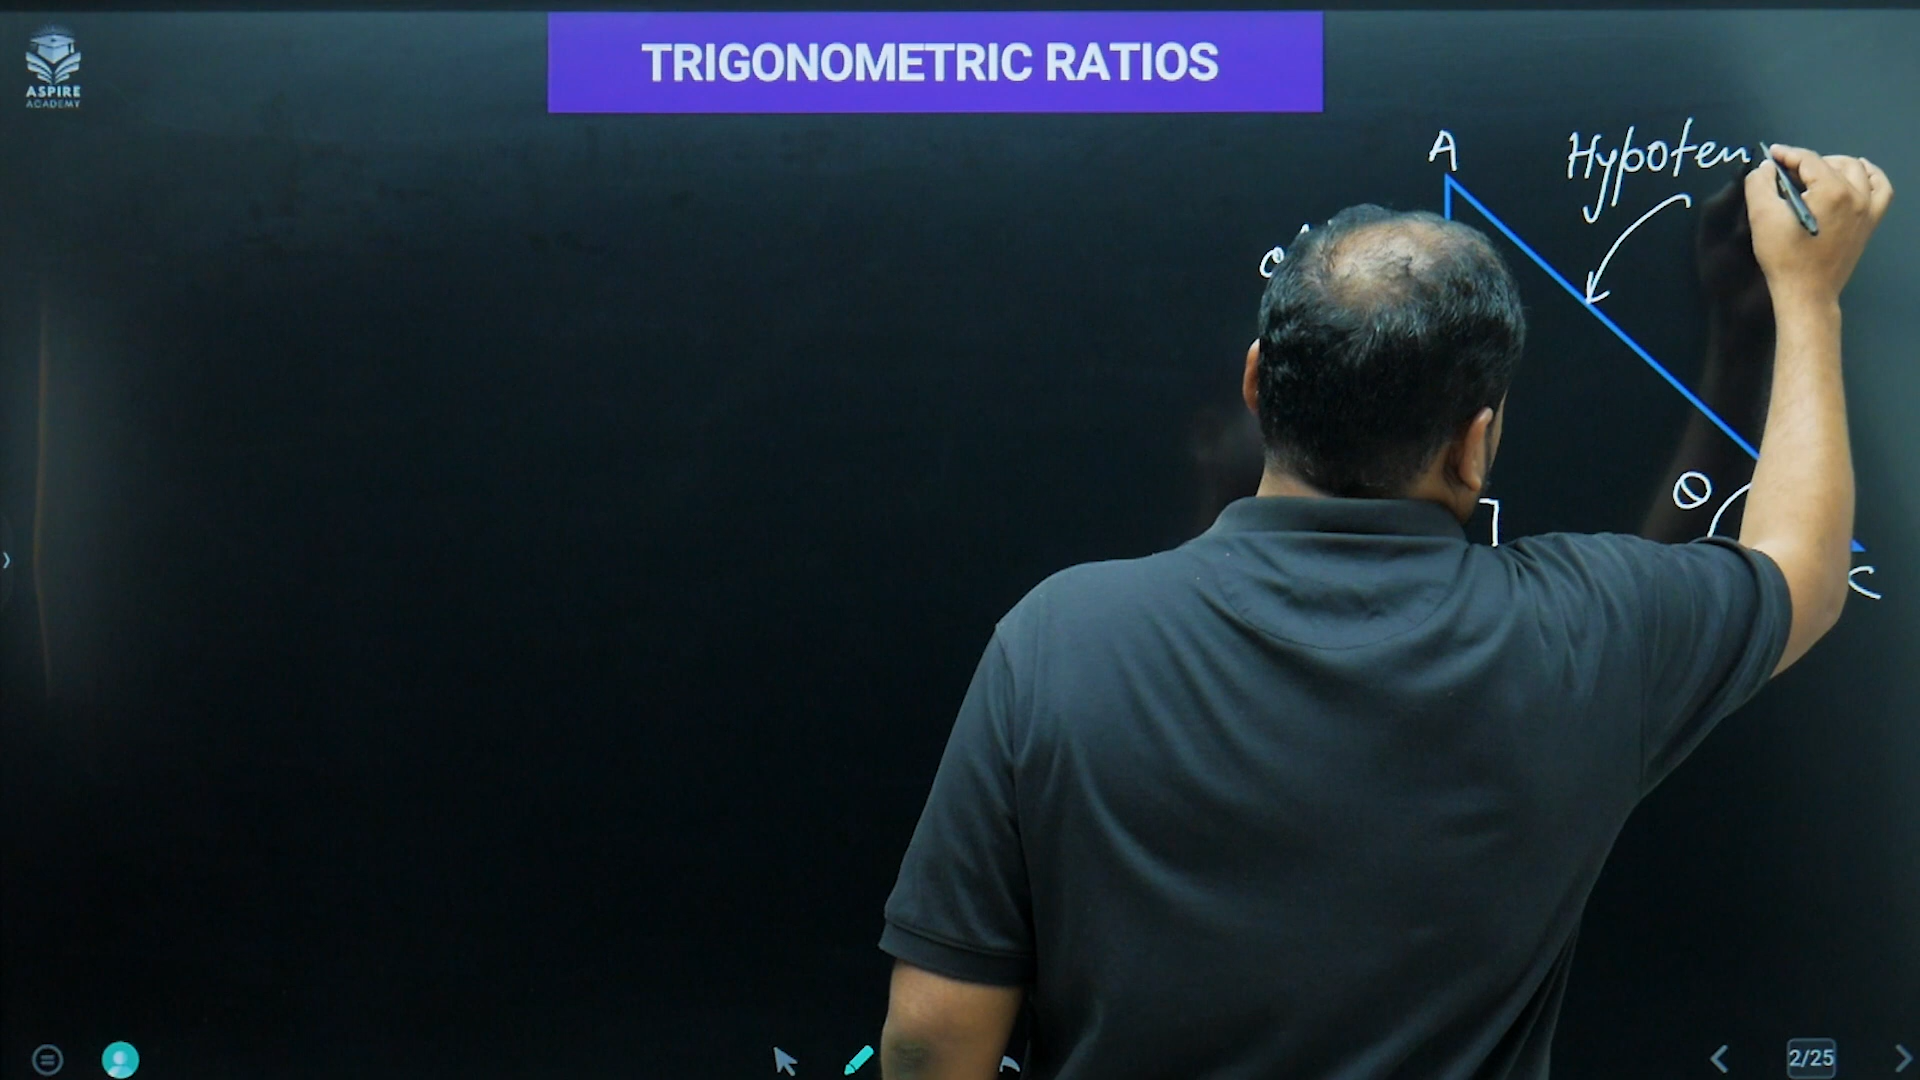 ASPIRE
ACADEMY
TRIGONOMETRIC RATIOS
A
Hypoten
θ
C
2/25